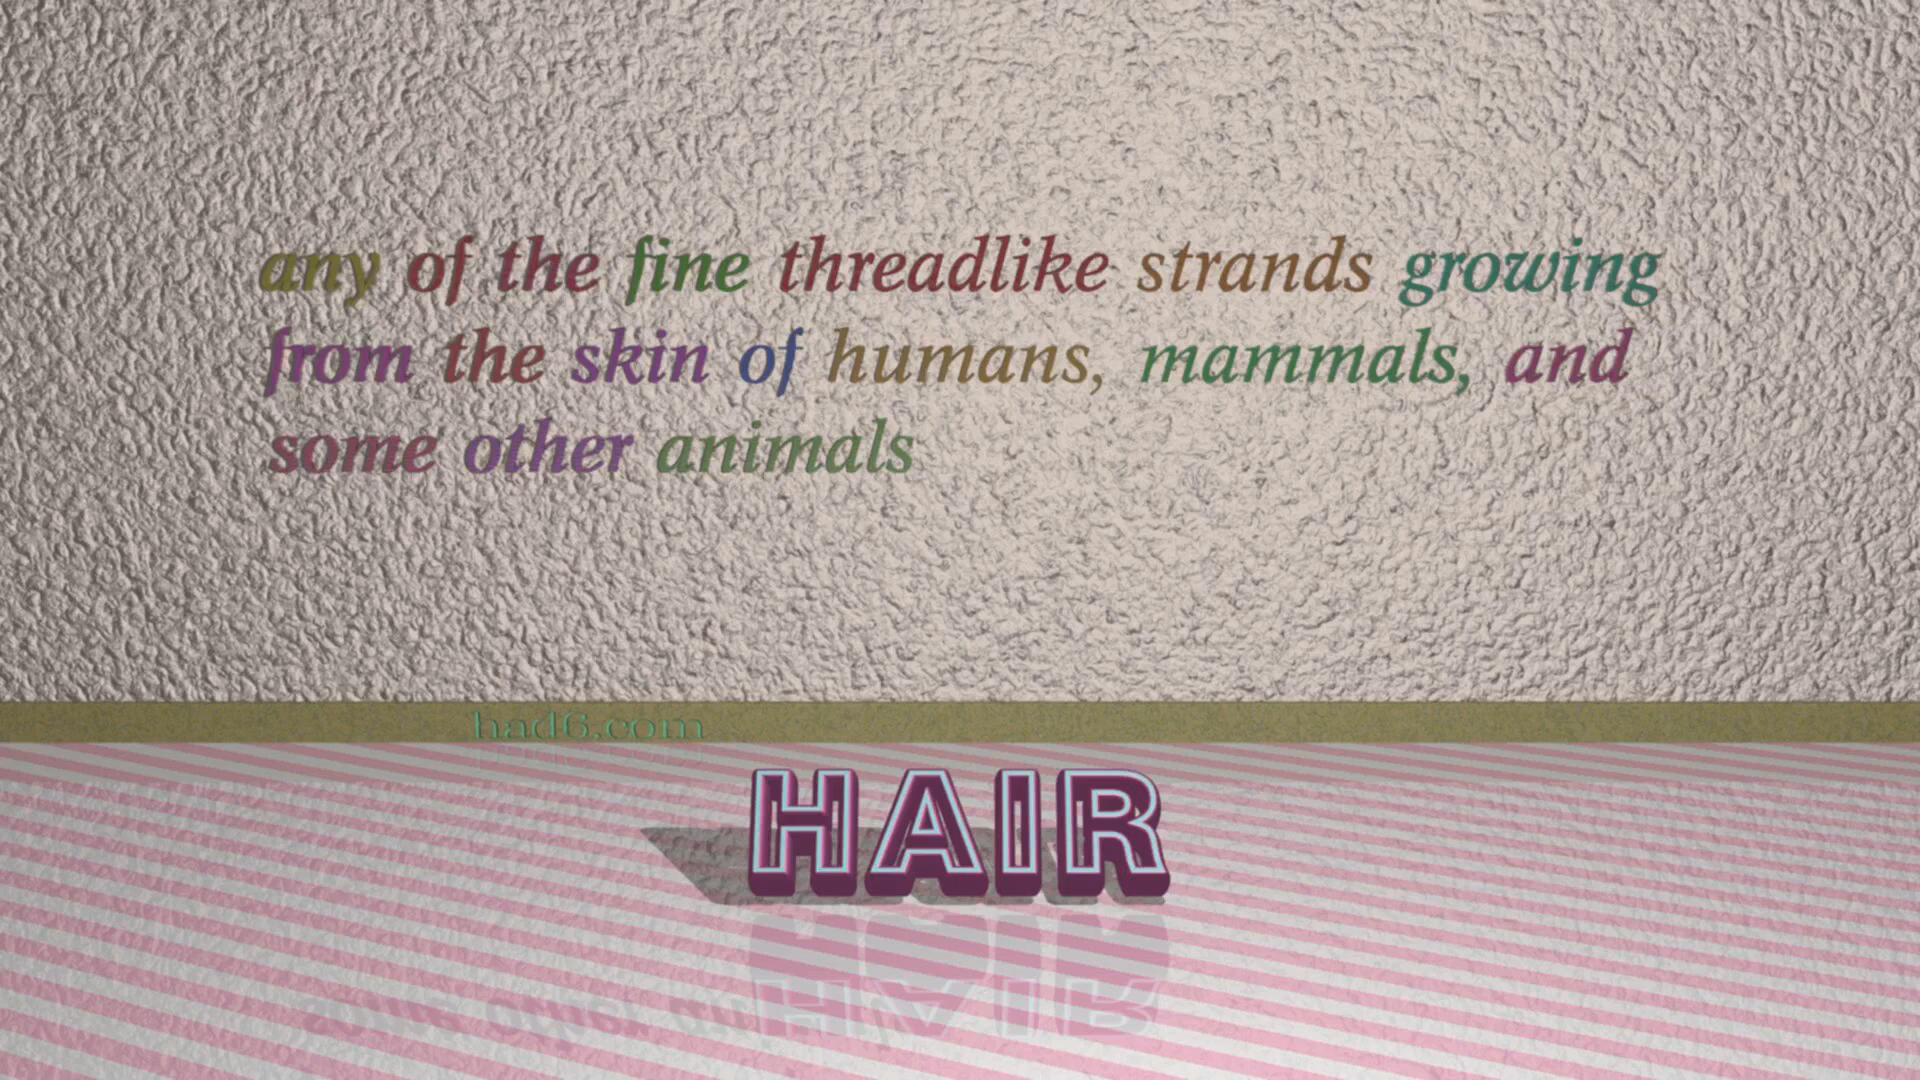 any of the fine threadlike strands growing
from the skin of humans, mammals, and
some other animals
had6.com
HAIR